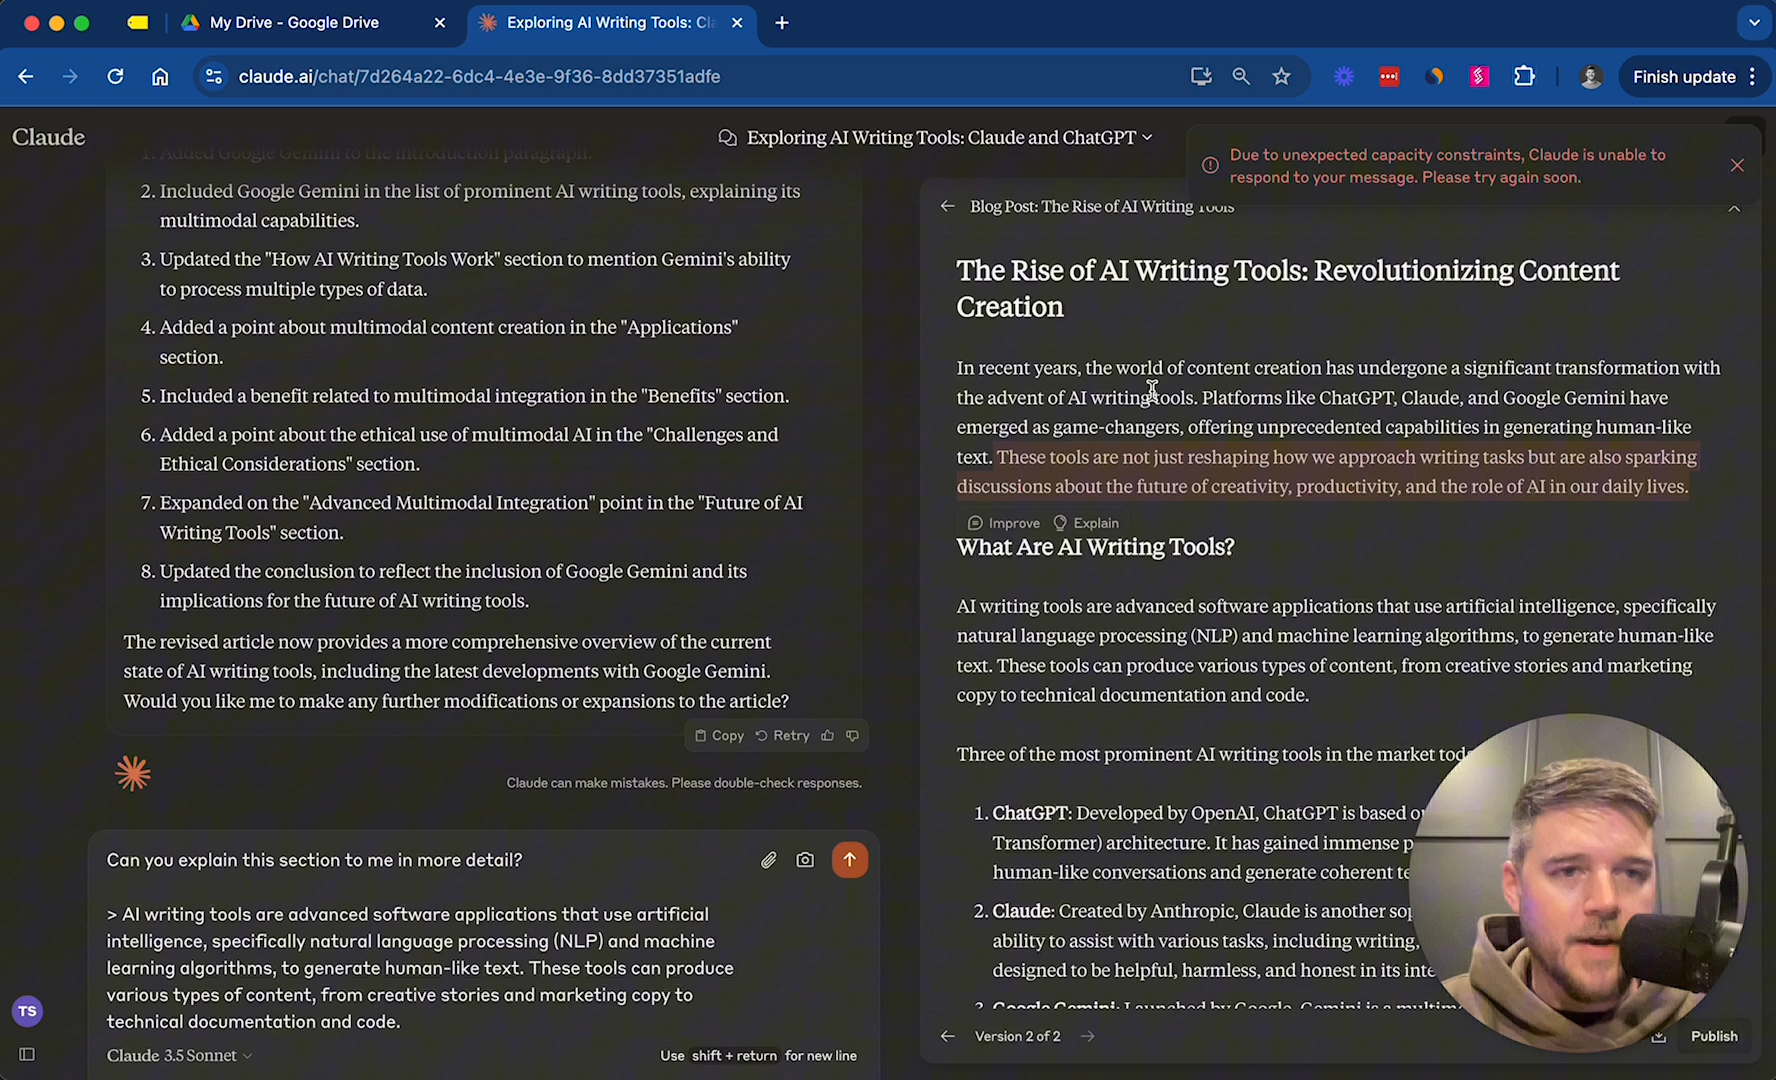 My Drive - Google Drive
Exploring AI Writing Tools: Cl
claude.ai/chat/7d264a22-6dc4-4e3e-9f36-8dd37351adfe
Finish update
Claude
Exploring AI Writing Tools: Claude and ChatGPT
Due to unexpected capacity constraints, Claude is unable to
respond to your message. Please try again soon.
1. Added Google Gemini to the introduction paragraph.
2. Included Google Gemini in the list of prominent AI writing tools, explaining its
multimodal capabilities.
3. Updated the "How AI Writing Tools Work" section to mention Gemini's ability
to process multiple types of data.
4. Added a point about multimodal content creation in the "Applications"
section.
5. Included a benefit related to multimodal integration in the "Benefits" section.
6. Added a point about the ethical use of multimodal AI in the "Challenges and
Ethical Considerations" section.
7. Expanded on the "Advanced Multimodal Integration" point in the "Future of AI
Writing Tools" section.
8. Updated the conclusion to reflect the inclusion of Google Gemini and its
implications for the future of AI writing tools.
The revised article now provides a more comprehensive overview of the current
state of AI writing tools, including the latest developments with Google Gemini.
Would you like me to make any further modifications or expansions to the article?
Copy Retry
Claude can make mistakes. Please double-check responses.
Can you explain this section to me in more detail?
> AI writing tools are advanced software applications that use artificial
intelligence, specifically natural language processing (NLP) and machine
learning algorithms, to generate human-like text. These tools can produce
various types of content, from creative stories and marketing copy to
technical documentation and code.
TS
Claude 3.5 Sonnet
Use shift + return for new line
Blog Post: The Rise of AI Writing Tools
The Rise of AI Writing Tools: Revolutionizing Content
Creation
In recent years, the world of content creation has undergone a significant transformation with
the advent of AI writing tools. Platforms like ChatGPT, Claude, and Google Gemini have
emerged as game-changers, offering unprecedented capabilities in generating human-like
text. These tools are not just reshaping how we approach writing tasks but are also sparking
discussions about the future of creativity, productivity, and the role of AI in our daily lives.
Improve Explain
What Are AI Writing Tools?
AI writing tools are advanced software applications that use artificial intelligence, specifically
natural language processing (NLP) and machine learning algorithms, to generate human-like
text. These tools can produce various types of content, from creative stories and marketing
copy to technical documentation and code.
Three of the most prominent AI writing tools in the market
1. ChatGPT: Developed by OpenAI, ChatGPT is based
Transformer) architecture. It has gained immense
human-like conversations and generate coherent
2. Claude: Created by Anthropic, Claude is another
ability to assist with various tasks, including writing,
designed to be helpful, harmless, and honest in its
3. Google Gemini: Launched by Google, Gemini is a
Version 2 of 2
Publish